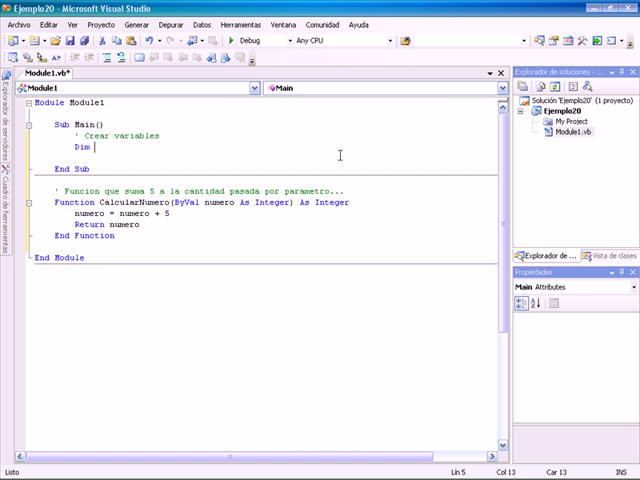 Ejemplo20 - Microsoft Visual Studio
Archivo Editar Ver Proyecto Generar Depurar Datos Herramientas Ventana Comunidad Ayuda
Debug Any CPU
Module1.vb*
Module1 Main
Module Module1
Sub Main()
' Crear variables
Dim
End Sub
' Funcion que suma 5 a la cantidad pasada por parametro...
Function CalcularNumero(ByVal numero As Integer) As Integer
numero = numero + 5
Return numero
End Function
End Module
Explorador de servidores
Cuadro de herramientas
Explorador de soluciones - ...
Solución 'Ejemplo20' (1 proyecto)
Ejemplo20
My Project
Module1.vb
Explorador de ... Vista de clases
Propiedades
Main Attributes
Listo Lín 5 Col 13 Car 13 INS